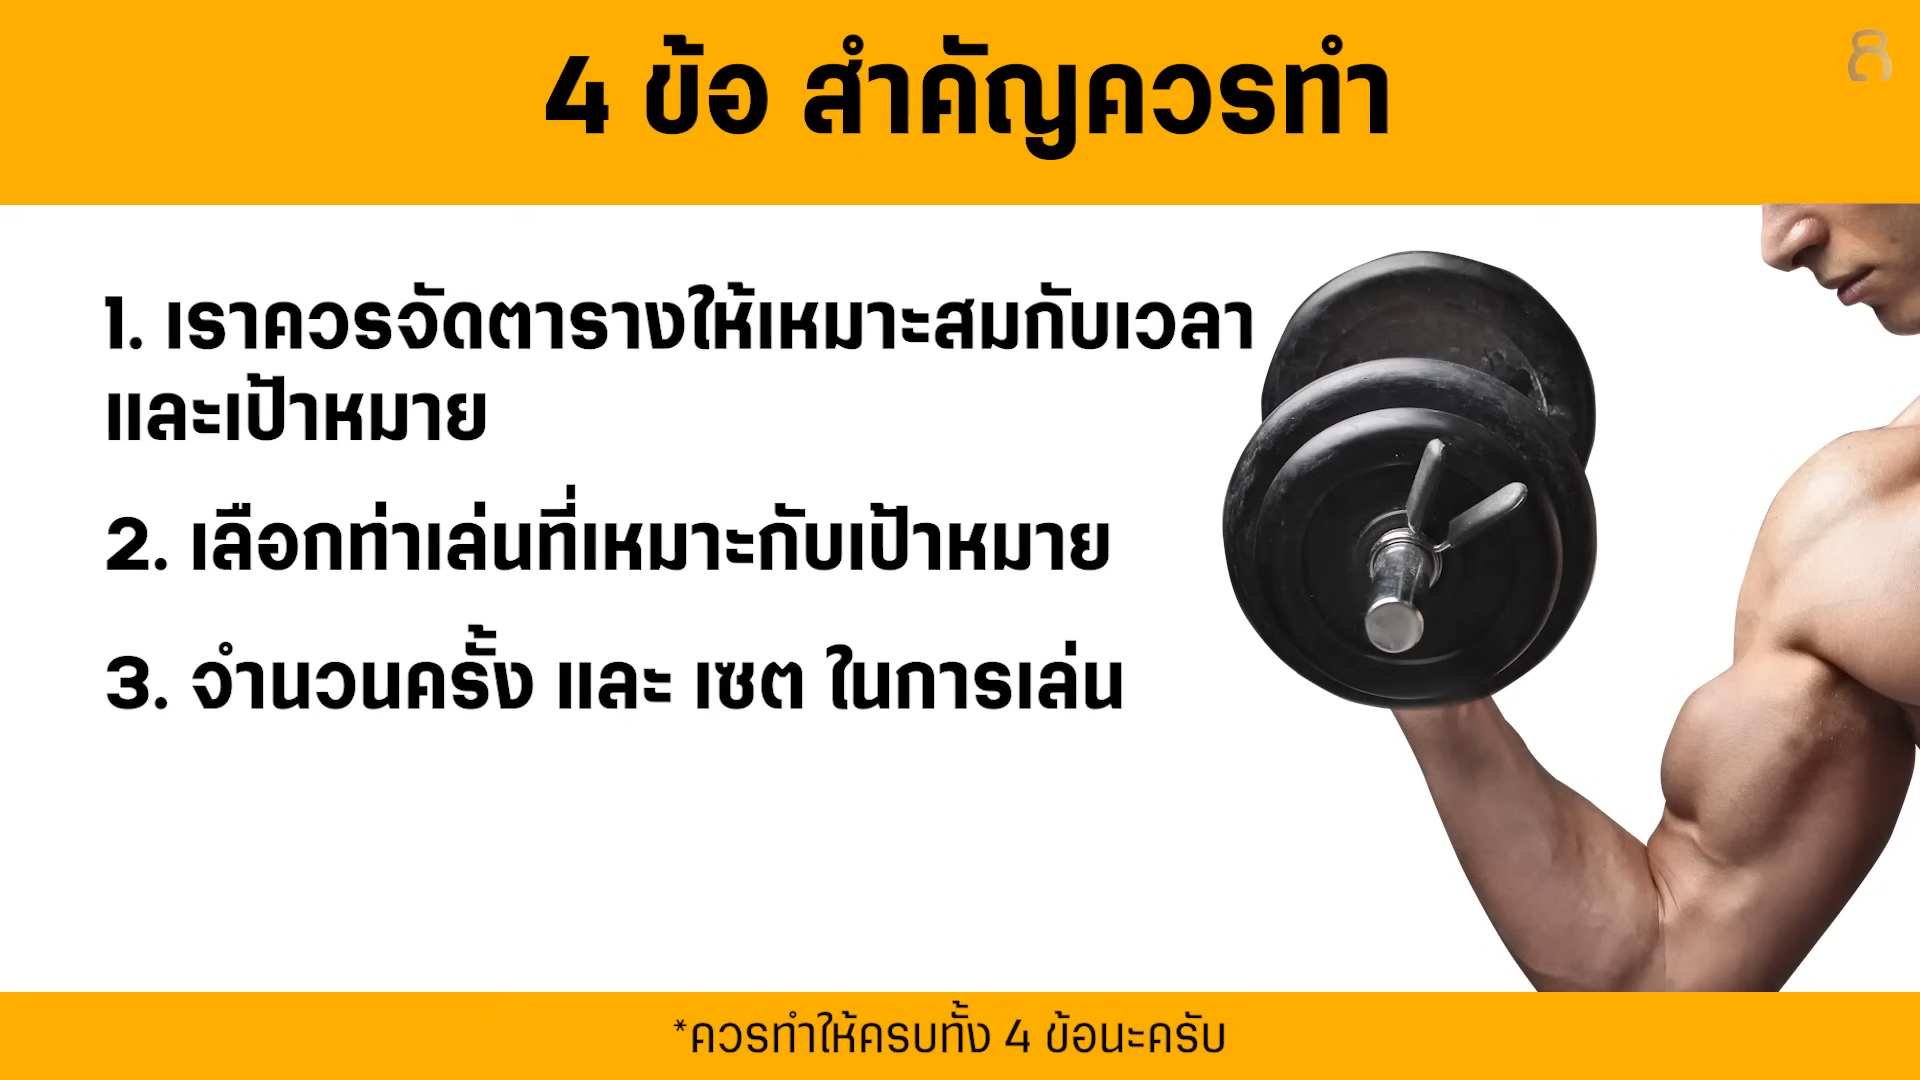 4 ข้อ สำคัญควรทำ
1. เราควรจัดตารางให้เหมาะสมกับเวลา
และเป้าหมาย
2. เลือกท่าเล่นที่เหมาะกับเป้าหมาย
3. จำนวนครั้ง และ เซต ในการเล่น
*ควรทำให้ครบทั้ง 4 ข้อนะครับ